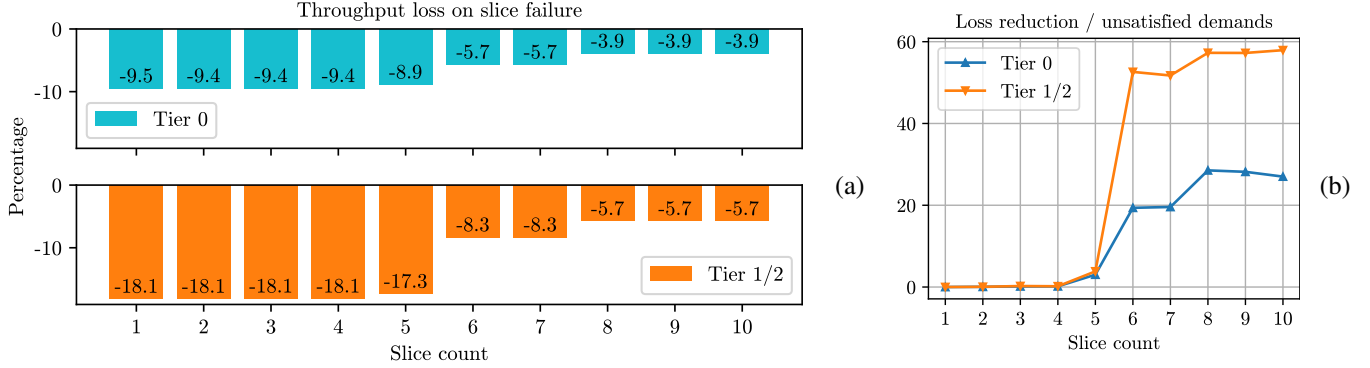 Throughput loss on slice failure
0
-10
-9.5 -9.4 -9.4 -9.4 -8.9 -5.7 -5.7 -3.9 -3.9 -3.9
Tier 0
Percentage
0
-10
-18.1 -18.1 -18.1 -18.1 -17.3 -8.3 -8.3 -5.7 -5.7 -5.7
Tier 1/2
1 2 3 4 5 6 7 8 9 10
Slice count
(a)
Loss reduction / unsatisfied demands
60
40
20
0
Tier 0
Tier 1/2
1 2 3 4 5 6 7 8 9 10
Slice count
(b)